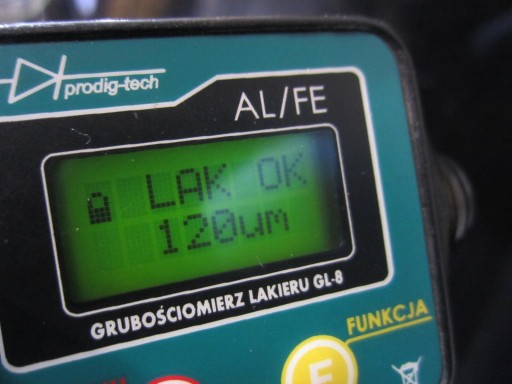 prodig-tech
AL/FE
LAK OK
120um
GRUBOŚCIOMIERZ LAKIERU GL-8
FUNKCJA
F